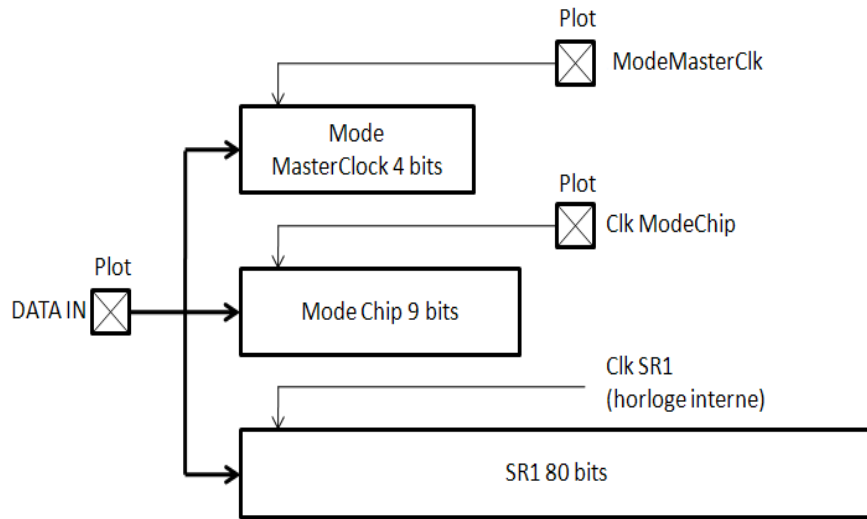 Plot
ModeMasterClk
Mode
MasterClock 4 bits
Plot
Clk ModeChip
Plot
DATA IN
Mode Chip 9 bits
Clk SR1
(horloge interne)
SR1 80 bits